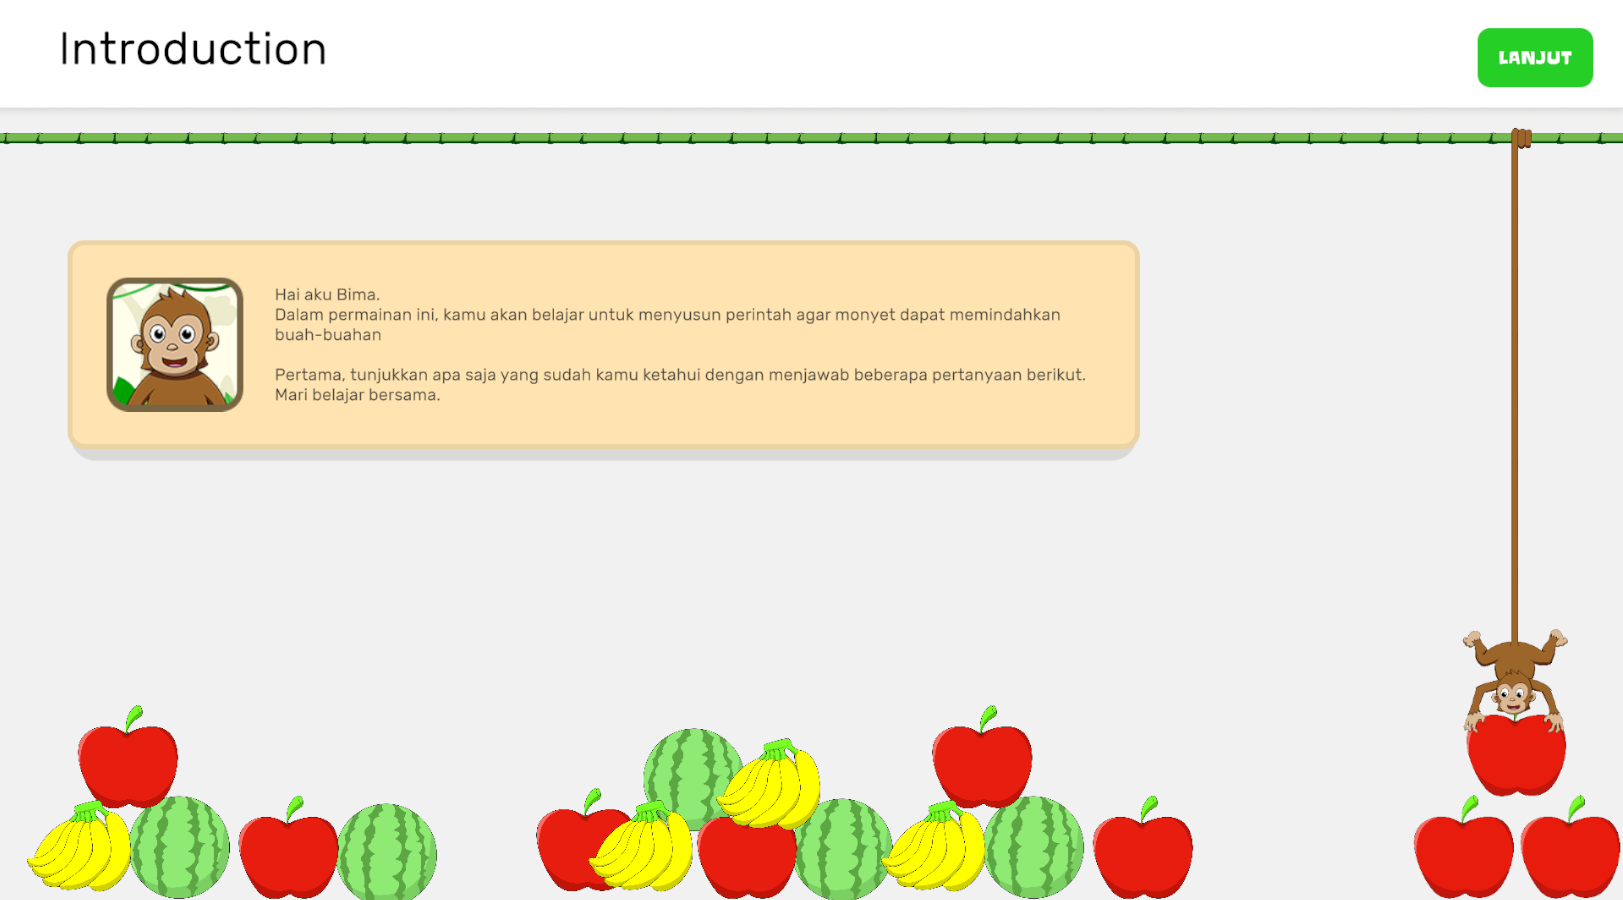 Introduction
LANJUT
Hai aku Bima.
Dalam permainan ini, kamu akan belajar untuk menyusun perintah agar monyet dapat memindahkan
buah-buahan
Pertama, tunjukkan apa saja yang sudah kamu ketahui dengan menjawab beberapa pertanyaan berikut.
Mari belajar bersama.